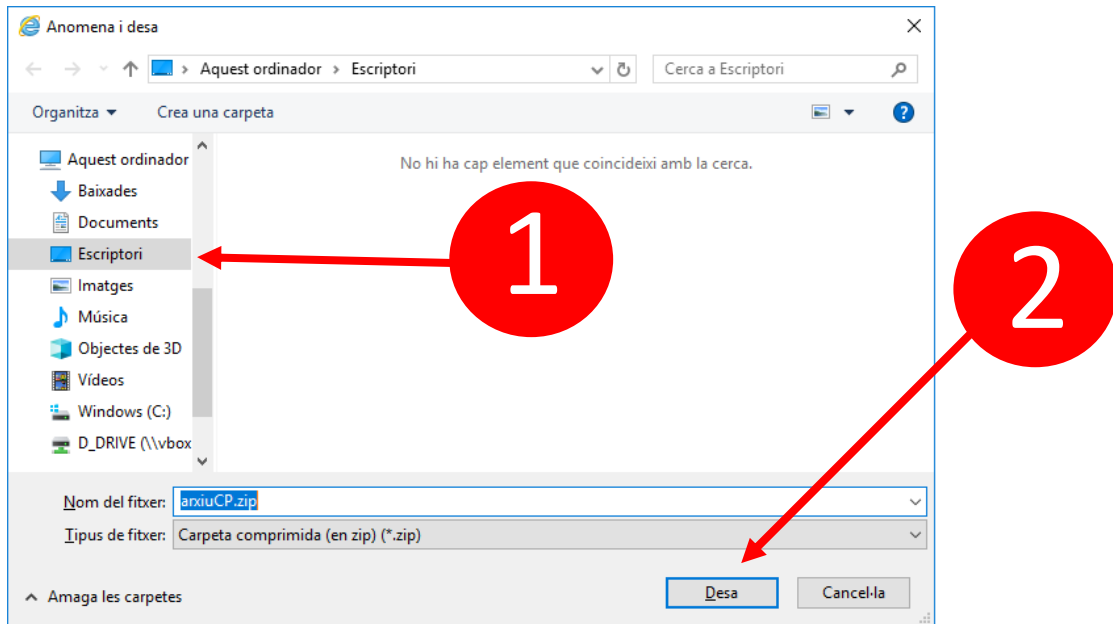 Anomena i desa
Aquest ordinador > Escriptori
Cerca a Escriptori
Organitza
Crea una carpeta
?
Aquest ordinador
No hi ha cap element que coincideixi amb la cerca.
Baixades
Documents
Escriptori
Imatges
Música
Objectes de 3D
Vídeos
Windows (C:)
D_DRIVE (\\vbox
1
2
Nom del fitxer: arxiuCP.zip
Tipus de fitxer: Carpeta comprimida (en zip) (*.zip)
Amaga les carpetes
Desa
Cancel·la